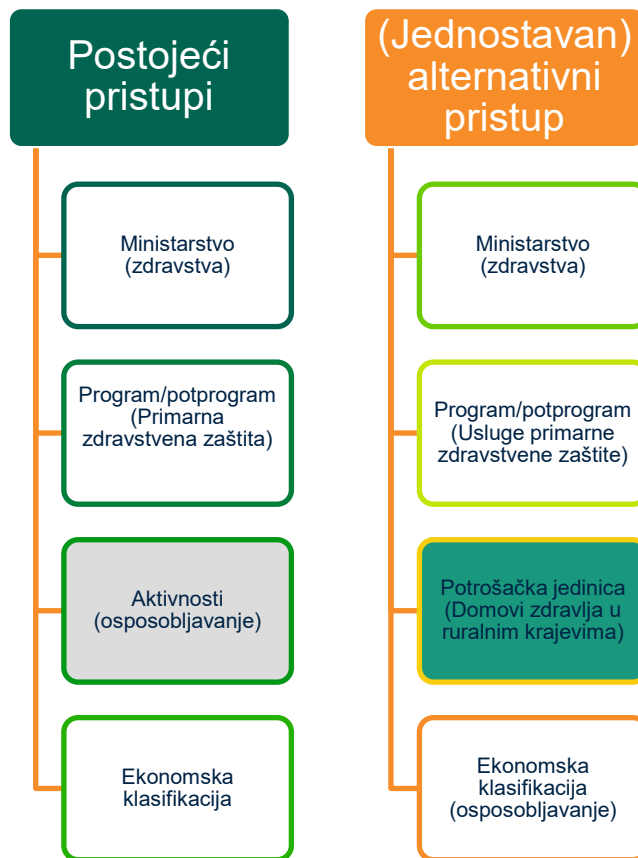 Postojeći
pristupi
Ministarstvo
(zdravstva)
Program/potprogram
(Primarna
zdravstvena zaštita)
Aktivnosti
(osposobljavanje)
Ekonomska
klasifikacija
(Jednostavan)
alternativni
pristup
Ministarstvo
(zdravstva)
Program/potprogram
(Usluge primarne
zdravstvene zaštite)
Potrošačka jedinica
(Domovi zdravlja u
ruralnim krajevima)
Ekonomska
klasifikacija
(osposobljavanje)